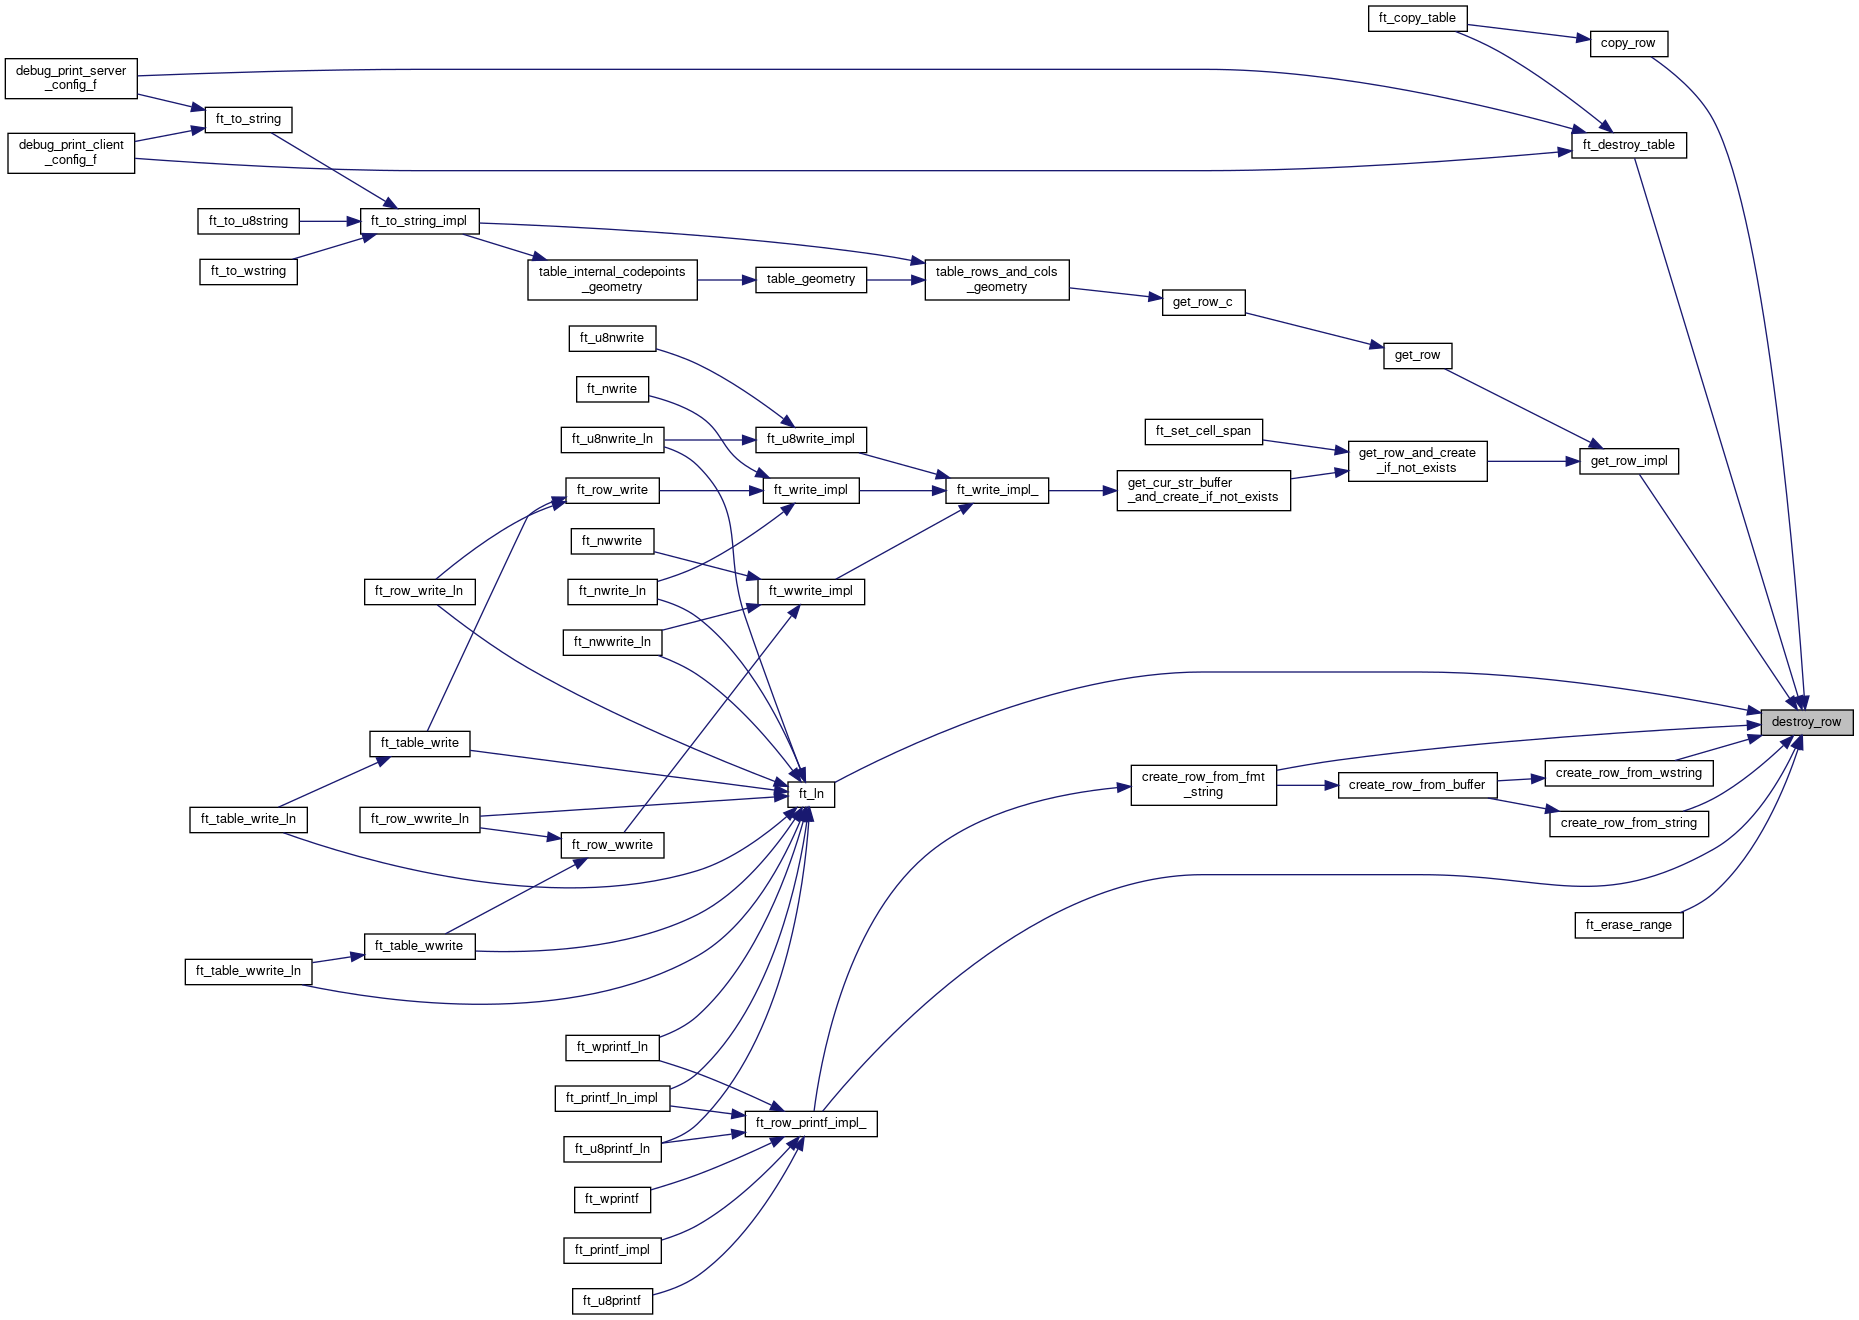 ft_copy_table
copy_row
debug_print_server
_config_f
ft_to_string
debug_print_client
_config_f
ft_destroy_table
ft_to_u8string
ft_to_string_impl
ft_to_wstring
table_internal_codepoints
_geometry
table_geometry
table_rows_and_cols
_geometry
get_row_c
ft_u8nwrite
get_row
ft_nwrite
ft_u8nwrite_ln
ft_u8write_impl
ft_set_cell_span
get_row_and_create
_if_not_exists
get_row_impl
ft_row_write
ft_write_impl
ft_write_impl_
get_cur_str_buffer
_and_create_if_not_exists
ft_nwwrite
ft_row_write_ln
ft_nwrite_ln
ft_wwrite_impl
ft_nwwrite_ln
destroy_row
ft_table_write
create_row_from_fmt
_string
create_row_from_buffer
create_row_from_wstring
ft_ln
ft_table_write_ln
ft_row_wwrite_ln
create_row_from_string
ft_row_wwrite
ft_erase_range
ft_table_wwrite
ft_table_wwrite_ln
ft_wprintf_ln
ft_printf_ln_impl
ft_row_printf_impl_
ft_u8printf_ln
ft_wprintf
ft_printf_impl
ft_u8printf